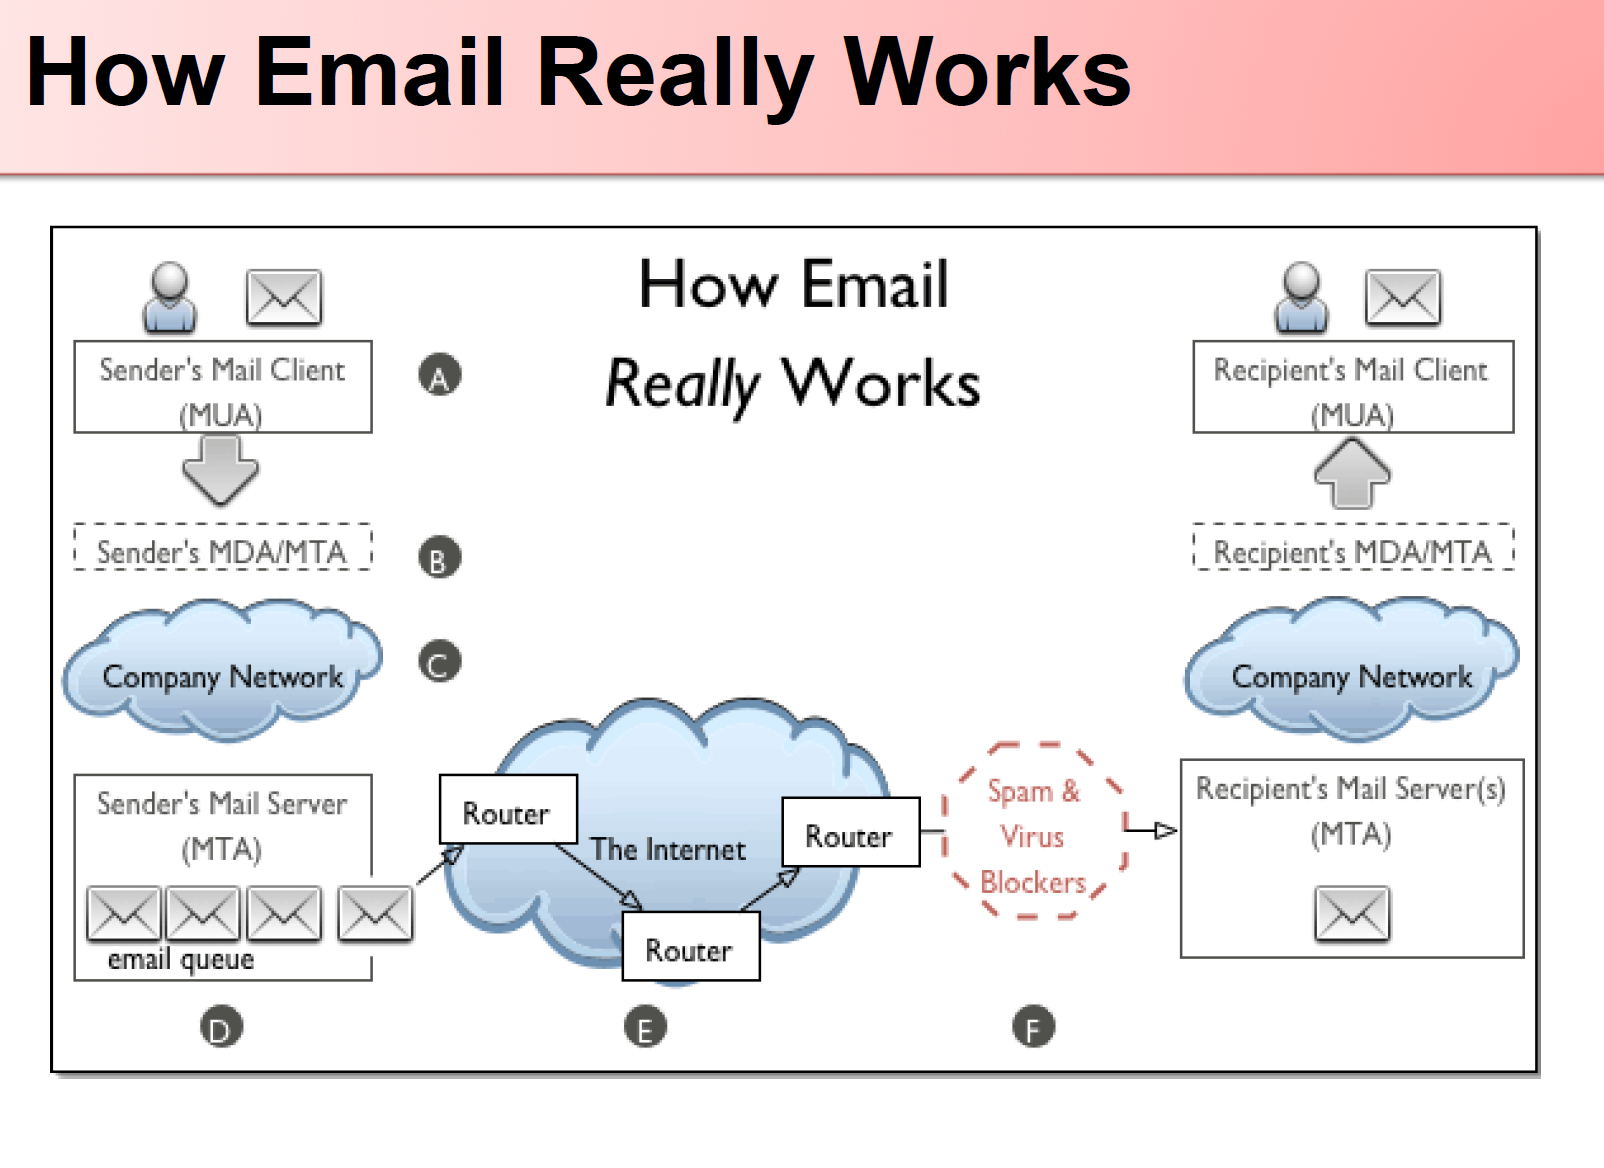 How Email Really Works
How Email
Really Works
Sender's Mail Client
(MUA)
A
Recipient's Mail Client
(MUA)
Sender's MDA/MTA
B
Recipient's MDA/MTA
Company Network
C
Company Network
Sender's Mail Server
(MTA)
email queue
Router
The Internet
Router
Router
Spam &
Virus
Blockers
Recipient's Mail Server(s)
(MTA)
D
E
F